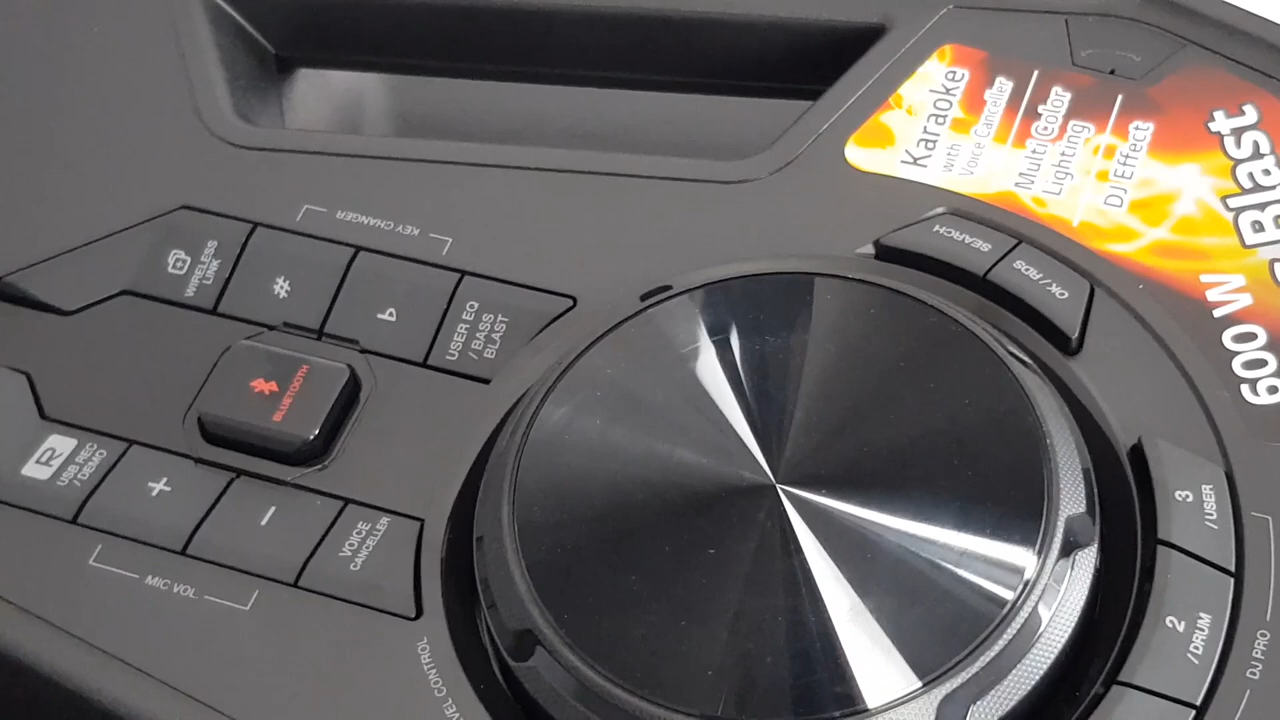 Karaoke
with
Voice Canceller
Multi Color
Lighting
DJ Effect
600 W
Blast
KEY CHANGER
WIRELESS
LINK
#
♭
USER EQ
/ BASS
BLAST
SEARCH
OK / RDS
BLUETOOTH
R
USB REC
/ DEMO
+
-
VOICE
CANCELLER
MIC VOL.
3
/ USER
2
/ DRUM
DJ PRO
CONTROL